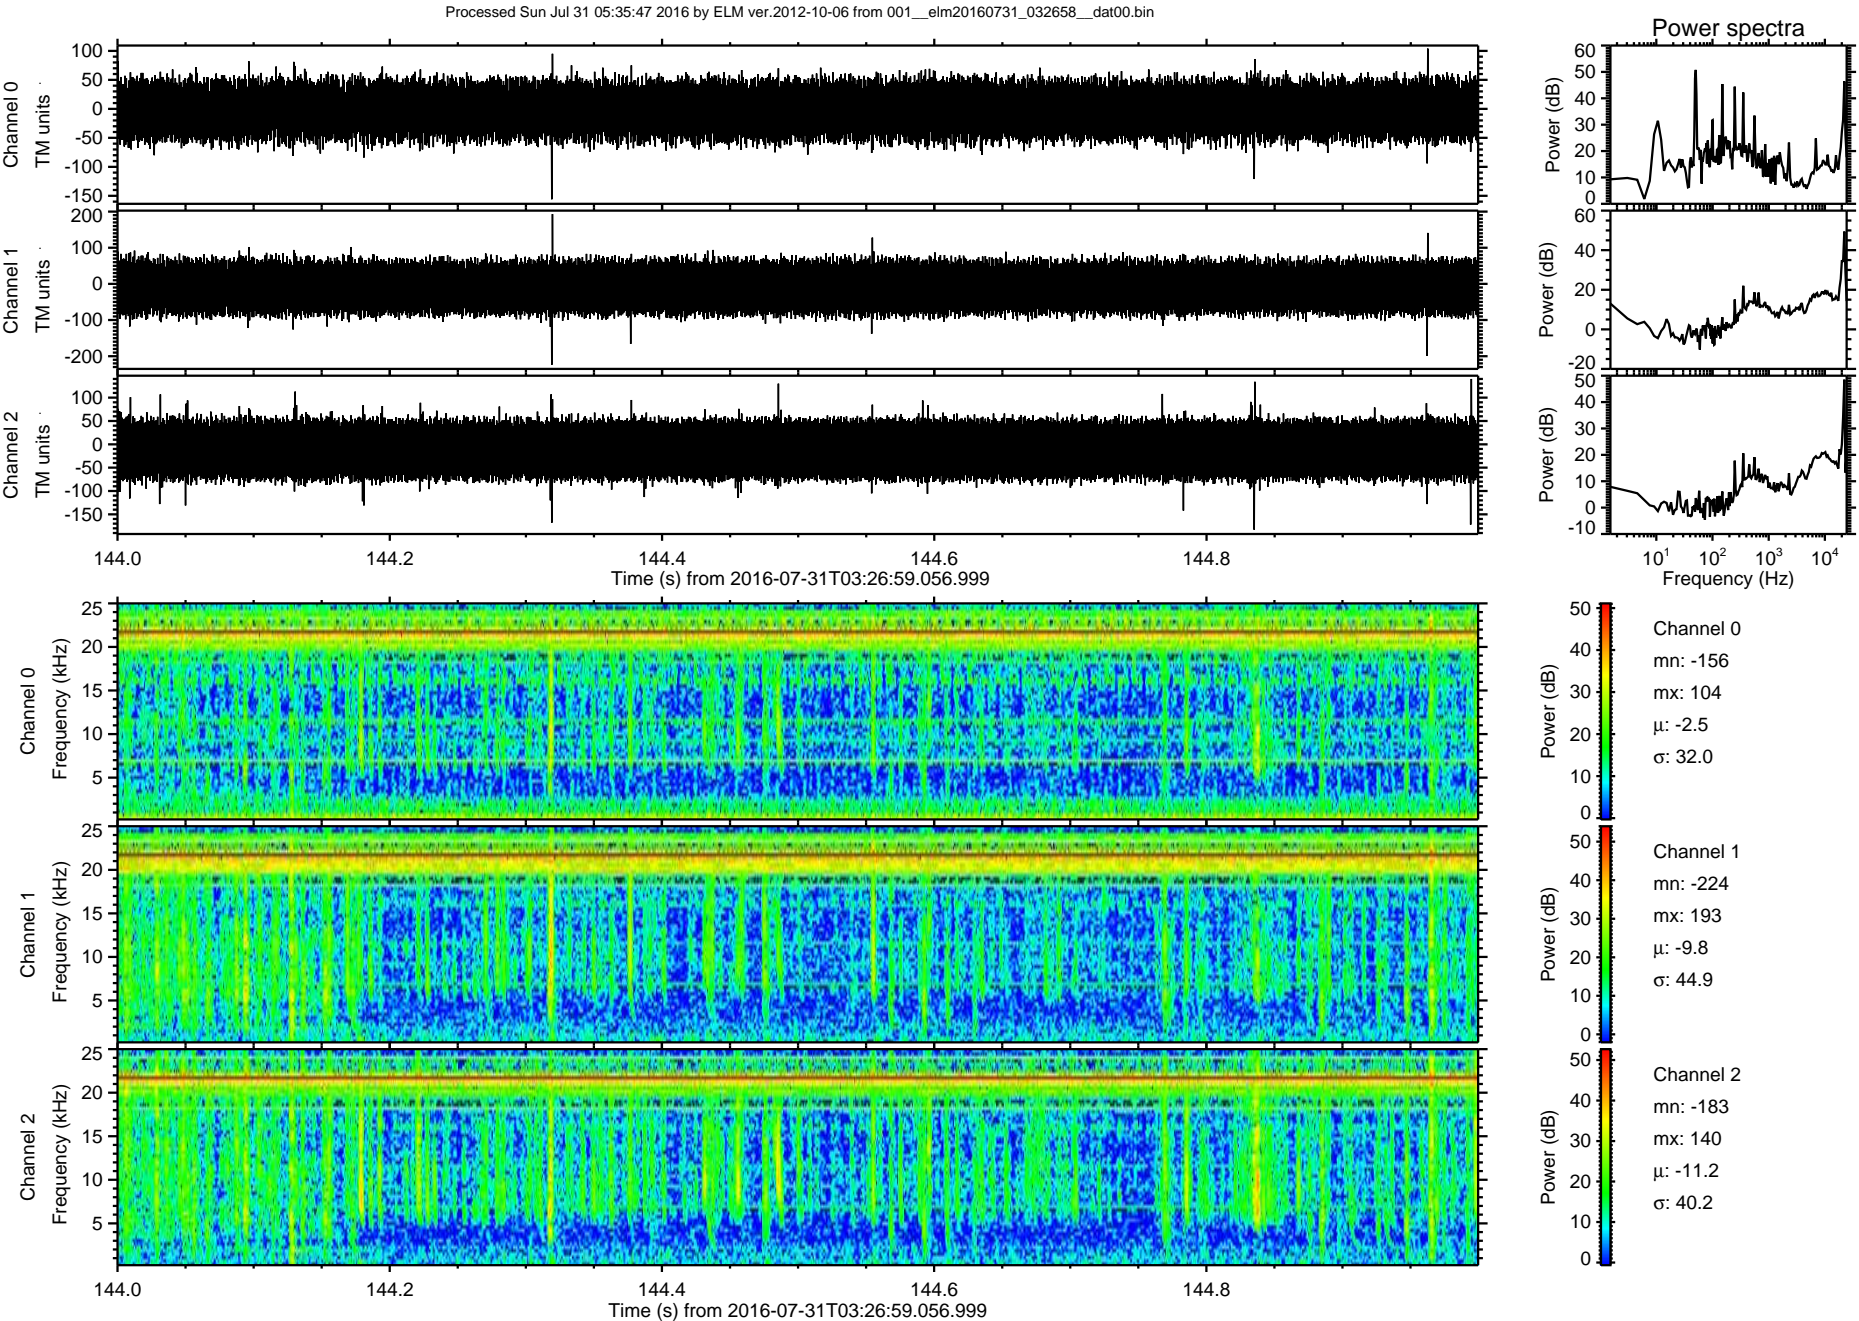 Processed Sun Jul 31 05:35:47 2016 by ELM ver.2012-10-06 from 001__elm20160731_032658__dat00.bin
Power spectra
Channel 0
TM units
100
50
0
-50
-100
-150
Power (dB)
60
50
40
30
20
10
0
Channel 1
TM units
200
100
0
-100
-200
Power (dB)
60
40
20
0
-20
Channel 2
TM units
100
50
0
-50
-100
-150
Power (dB)
50
40
30
20
10
0
-10
144.0 144.2 144.4 144.6 144.8
Time (s) from 2016-07-31T03:26:59.056.999
10¹ 10² 10³ 10⁴
Frequency (Hz)
Channel 0
Frequency (kHz)
25
20
15
10
5
Power (dB)
50
40
30
20
10
0
Channel 0
mn: -156
mx: 104
μ: -2.5
σ: 32.0
Channel 1
Frequency (kHz)
25
20
15
10
5
Power (dB)
50
40
30
20
10
0
Channel 1
mn: -224
mx: 193
μ: -9.8
σ: 44.9
Channel 2
Frequency (kHz)
25
20
15
10
5
Power (dB)
50
40
30
20
10
0
Channel 2
mn: -183
mx: 140
μ: -11.2
σ: 40.2
144.0 144.2 144.4 144.6 144.8
Time (s) from 2016-07-31T03:26:59.056.999